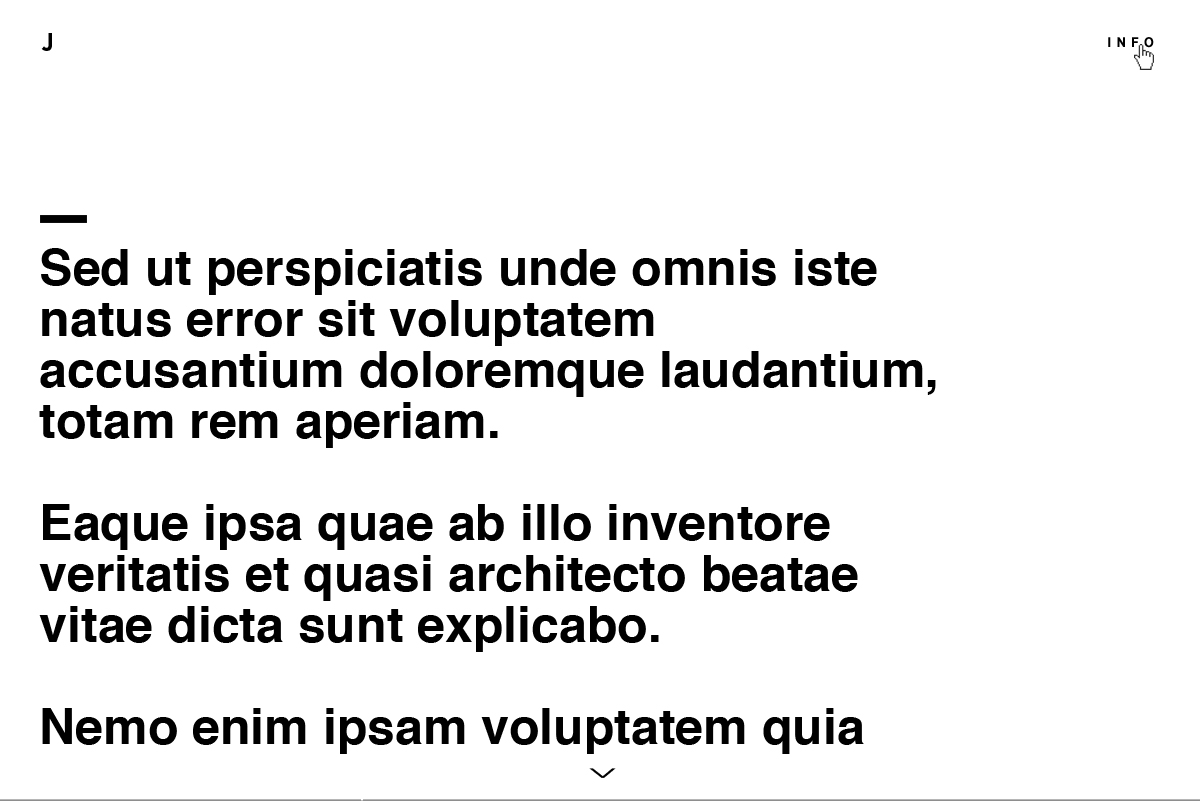 J
INFO
Sed ut perspiciatis unde omnis iste
natus error sit voluptatem
accusantium doloremque laudantium,
totam rem aperiam.
Eaque ipsa quae ab illo inventore
veritatis et quasi architecto beatae
vitae dicta sunt explicabo.
Nemo enim ipsam voluptatem quia